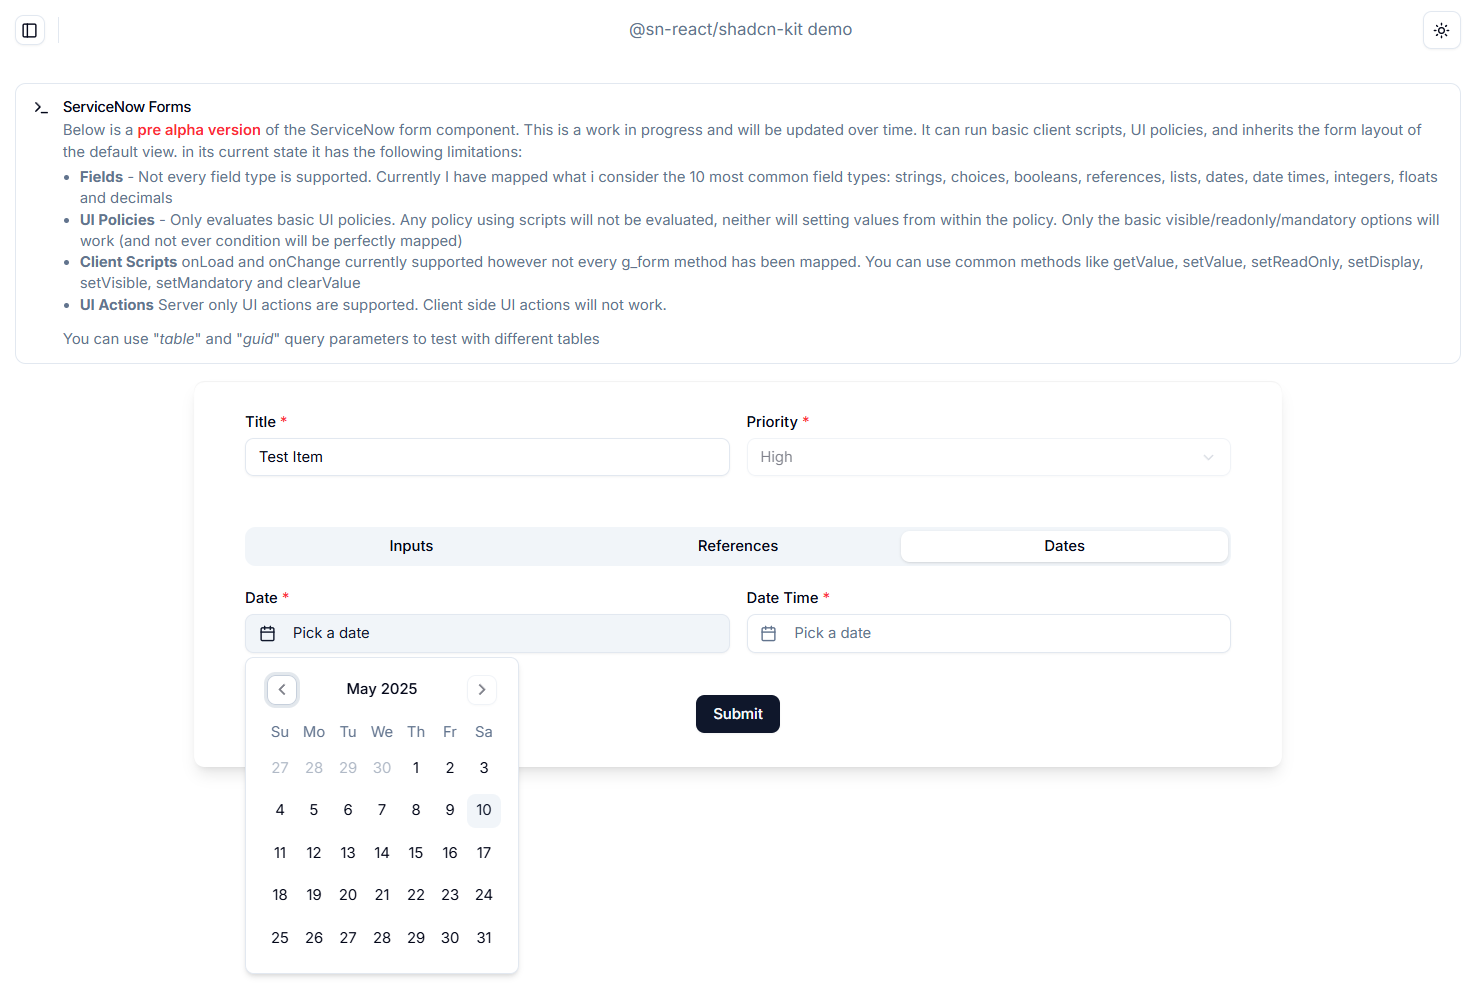 @sn-react/shadcn-kit demo
ServiceNow Forms
Below is a pre alpha version of the ServiceNow form component. This is a work in progress and will be updated over time. It can run basic client scripts, UI policies, and inherits the form layout of
the default view. in its current state it has the following limitations:
• Fields - Not every field type is supported. Currently I have mapped what i consider the 10 most common field types: strings, choices, booleans, references, lists, dates, date times, integers, floats
and decimals
• UI Policies - Only evaluates basic UI policies. Any policy using scripts will not be evaluated, neither will setting values from within the policy. Only the basic visible/readonly/mandatory options will
work (and not ever condition will be perfectly mapped)
• Client Scripts onLoad and onChange currently supported however not every g_form method has been mapped. You can use common methods like getValue, setValue, setReadOnly, setDisplay,
setVisible, setMandatory and clearValue
• UI Actions Server only UI actions are supported. Client side UI actions will not work.
You can use "table" and "guid" query parameters to test with different tables
Title * Priority *
Test Item High
Inputs References Dates
Date * Date Time *
Pick a date Pick a date
May 2025
Su Mo Tu We Th Fr Sa
27 28 29 30 1 2 3
4 5 6 7 8 9 10
11 12 13 14 15 16 17
18 19 20 21 22 23 24
25 26 27 28 29 30 31
Submit